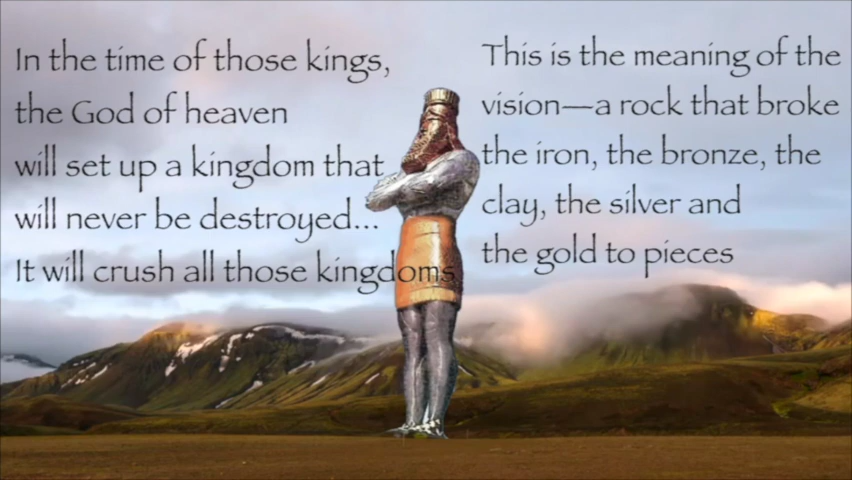 In the time of those kings,
the God of heaven
will set up a kingdom that
will never be destroyed...
It will crush all those kingdoms
This is the meaning of the
vision—a rock that broke
the iron, the bronze, the
clay, the silver and
the gold to pieces